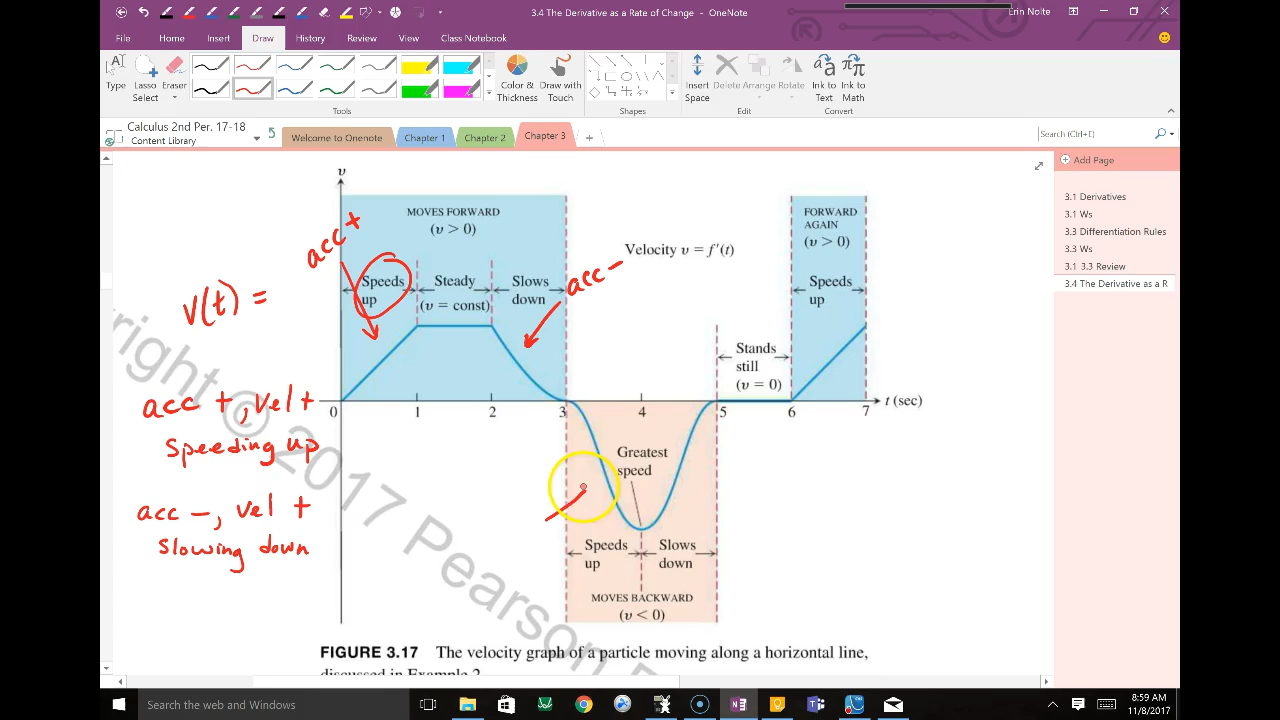 3.4 The Derivative as a Rate of Change - OneNote
Erin Nolte
File Home Insert Draw History Review View Class Notebook
Type
Lasso Select
Eraser
Color & Thickness
Draw with Touch
Insert Space
Delete
Arrange
Rotate
Ink to Text
Ink to Math
Tools
Shapes
Edit
Convert
Calculus 2nd Per. 17-18
Content Library
Welcome to Onenote
Chapter 1
Chapter 2
Chapter 3
Search (Ctrl+E)
Add Page
3.1 Derivatives
3.1 Ws
3.3 Differentiation Rules
3.3 Ws
3.1 3.3 Review
3.4 The Derivative as a R
v
MOVES FORWARD
(v > 0)
FORWARD
AGAIN
(v > 0)
Velocity v = f′(t)
acc +
acc −
Speeds
up
Steady
(v = const)
Slows
down
Speeds
up
v(t) =
Stands
still
(v = 0)
0 1 2 3 4 5 6 7 t (sec)
acc +, vel +
Speeding up
acc −, vel +
Slowing down
Greatest
speed
Speeds
up
Slows
down
MOVES BACKWARD
(v < 0)
right © 2017 Pearson
FIGURE 3.17 The velocity graph of a particle moving along a horizontal line,
discussed in Example 2.
Search the web and Windows
8:59 AM
11/8/2017